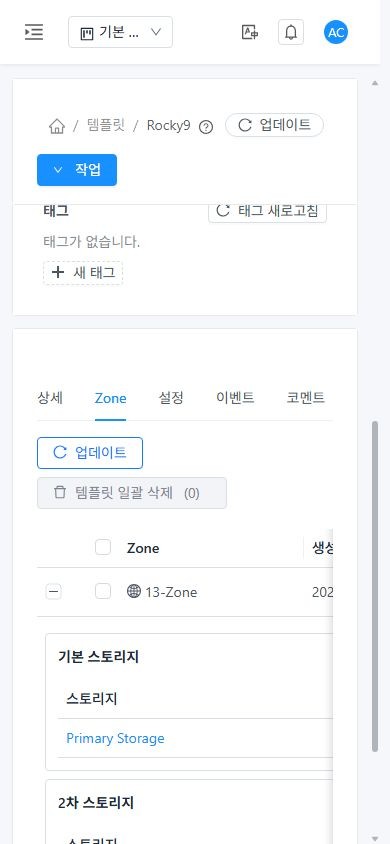 기본 ...
AC
/ 템플릿 / Rocky9 업데이트
작업
태그 태그 새로고침
태그가 없습니다.
새 태그
상세 Zone 설정 이벤트 코멘트
업데이트
템플릿 일괄 삭제 (0)
Zone 생성
13-Zone 202
기본 스토리지
스토리지
Primary Storage
2차 스토리지
스토리지